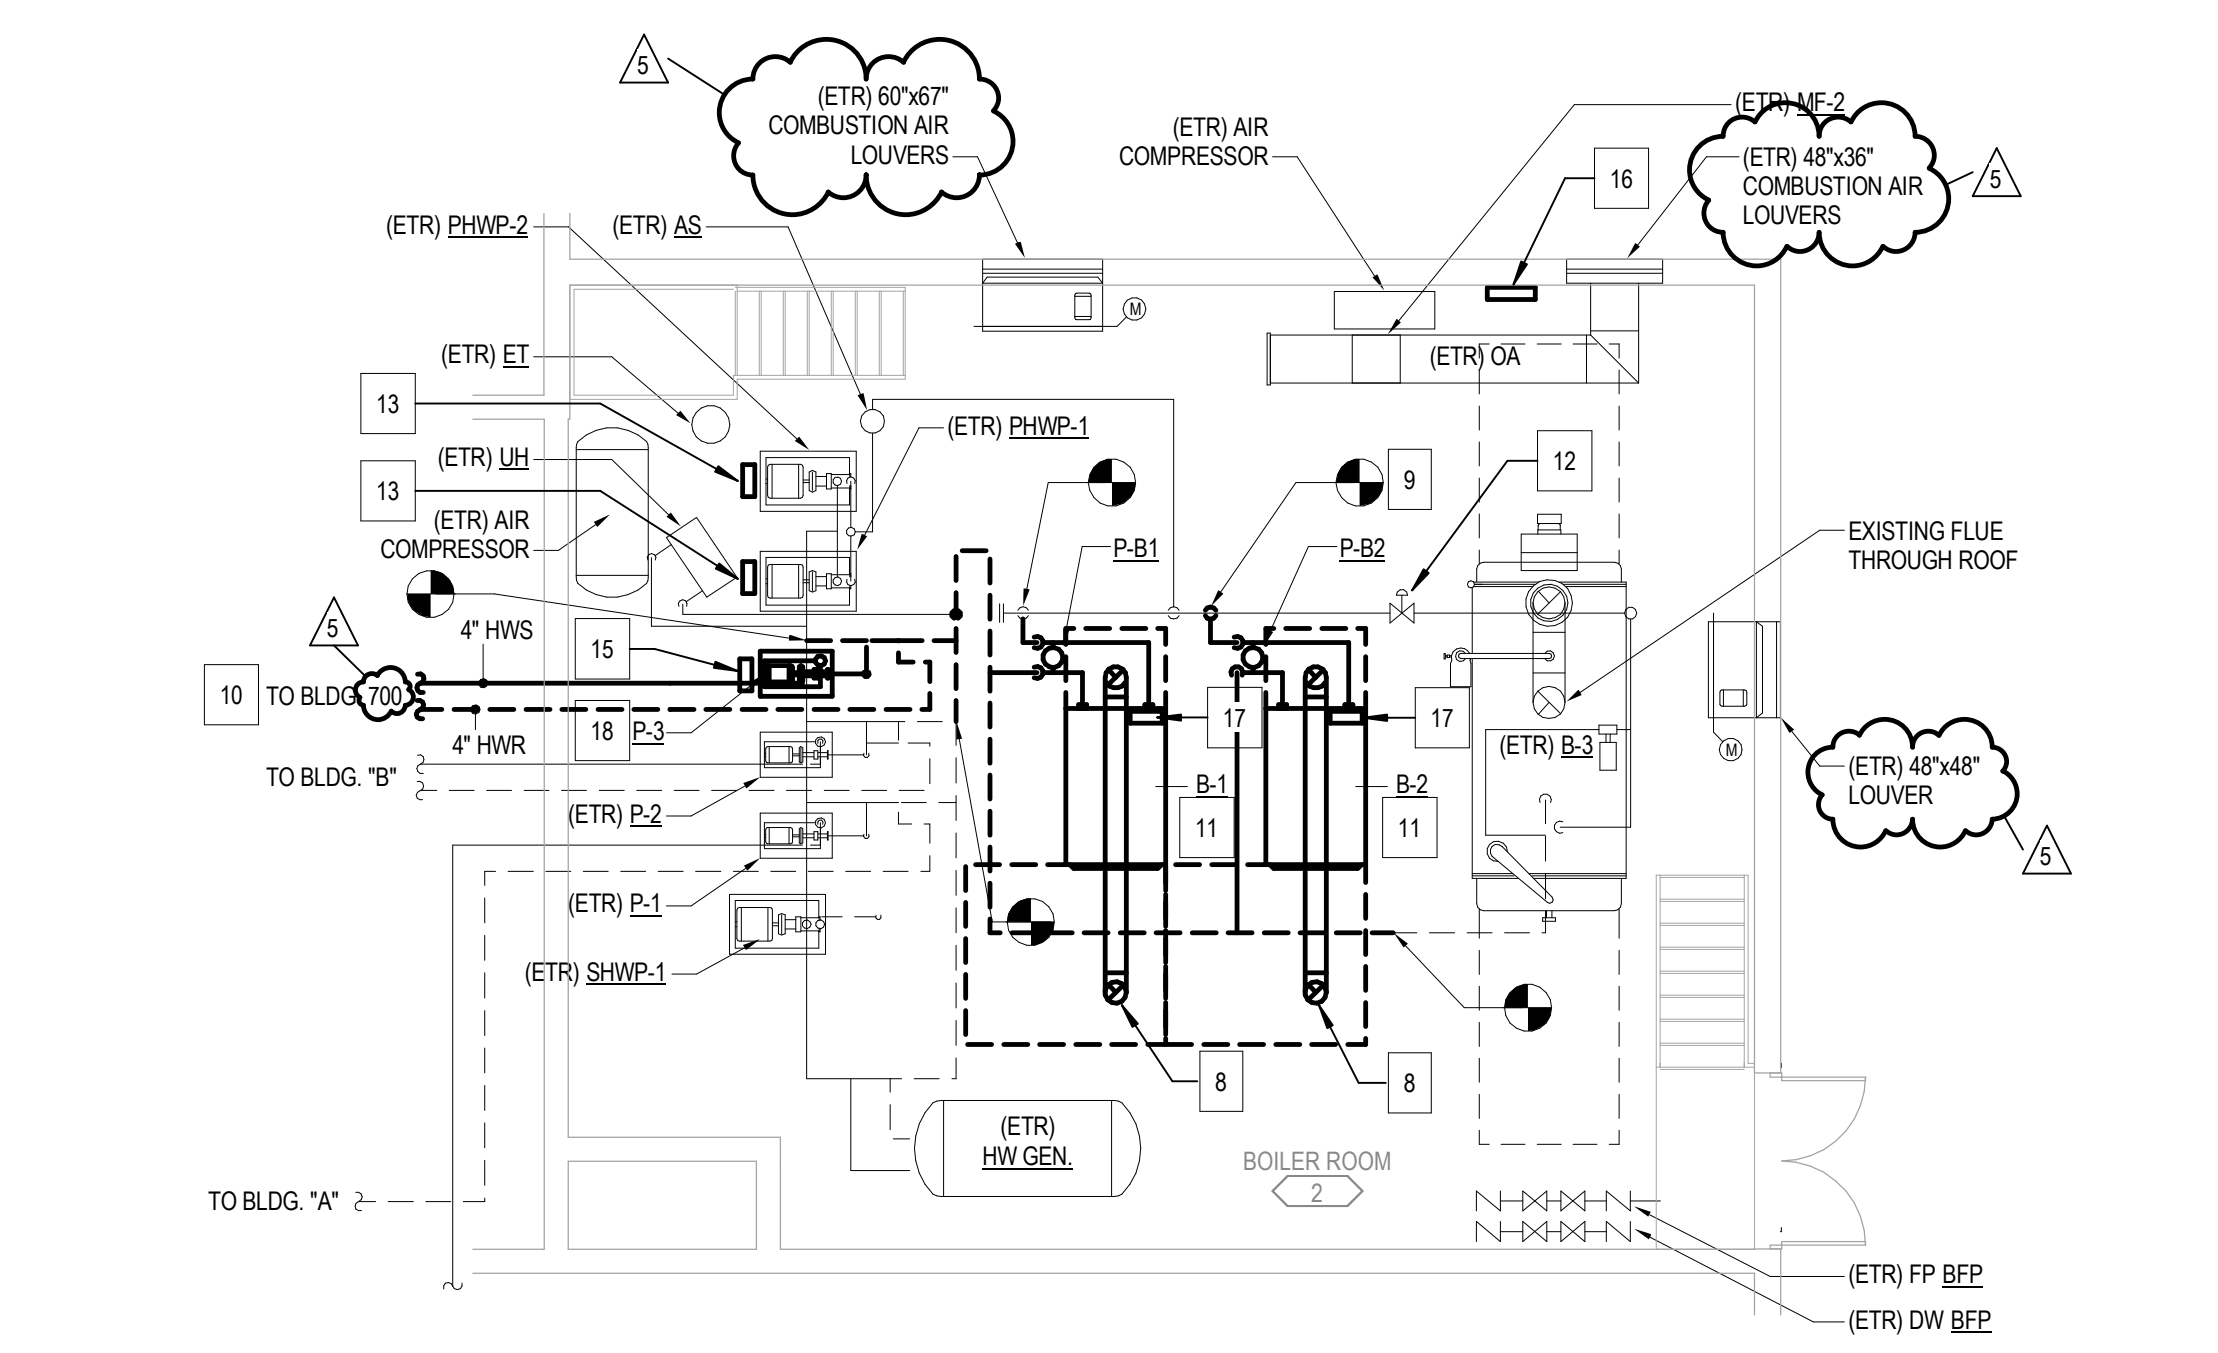 5
(ETR) 60"x67"
COMBUSTION AIR
LOUVERS
(ETR) AIR
COMPRESSOR
(ETR) MF-2
16
(ETR) 48"x36"
COMBUSTION AIR
LOUVERS
5
(ETR) PHWP-2
(ETR) AS
M
(ETR) ET
(ETR) OA
13
(ETR) PHWP-1
(ETR) UH
13
9
12
(ETR) AIR
COMPRESSOR
EXISTING FLUE
THROUGH ROOF
P-B1
P-B2
5
4" HWS
15
10
TO BLDG. 700
17
17
18
P-3
4" HWR
(ETR) B-3
M
TO BLDG. "B"
(ETR) 48"x48"
LOUVER
B-1
B-2
(ETR) P-2
11
11
5
(ETR) P-1
(ETR) SHWP-1
8
8
(ETR)
HW GEN.
BOILER ROOM
2
TO BLDG. "A"
(ETR) FP BFP
(ETR) DW BFP